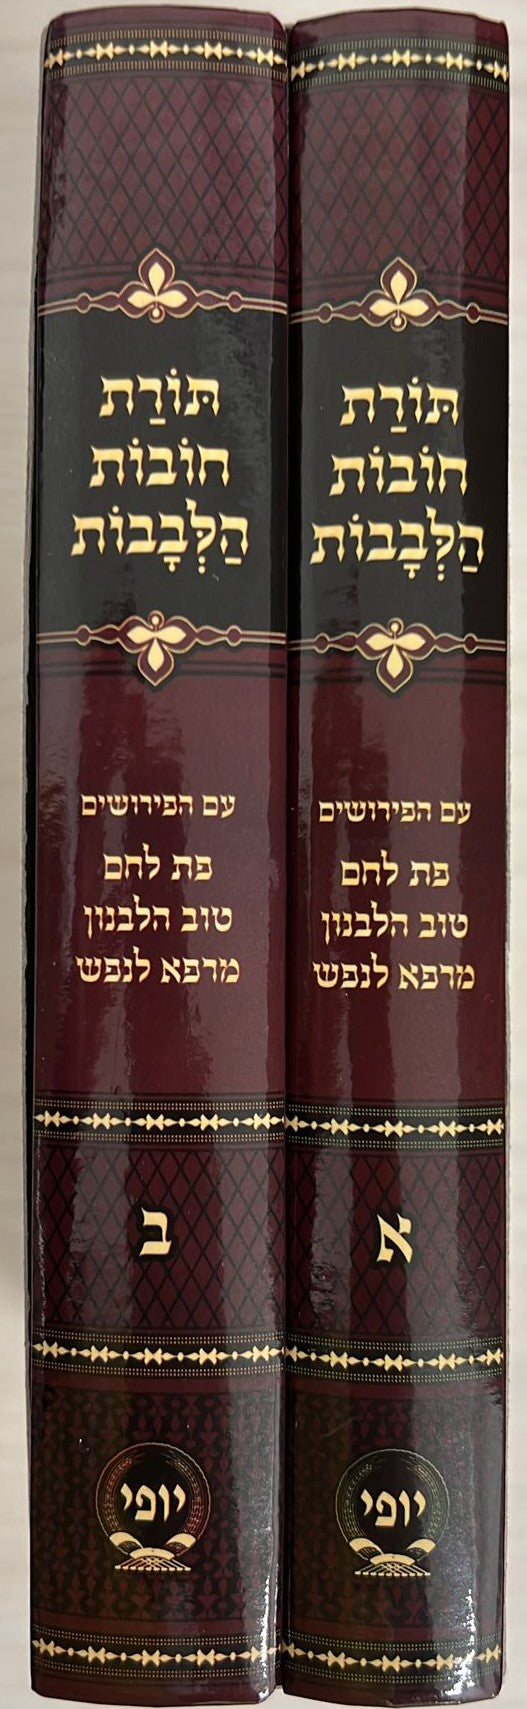 תּוֹרַת
חוֹבוֹת
הַלְּבָבוֹת
עם הפירושים
פת לחם
טוב הלבנון
מרפא לנפש
א
יופי
תּוֹרַת
חוֹבוֹת
הַלְּבָבוֹת
עם הפירושים
פת לחם
טוב הלבנון
מרפא לנפש
ב
יופי